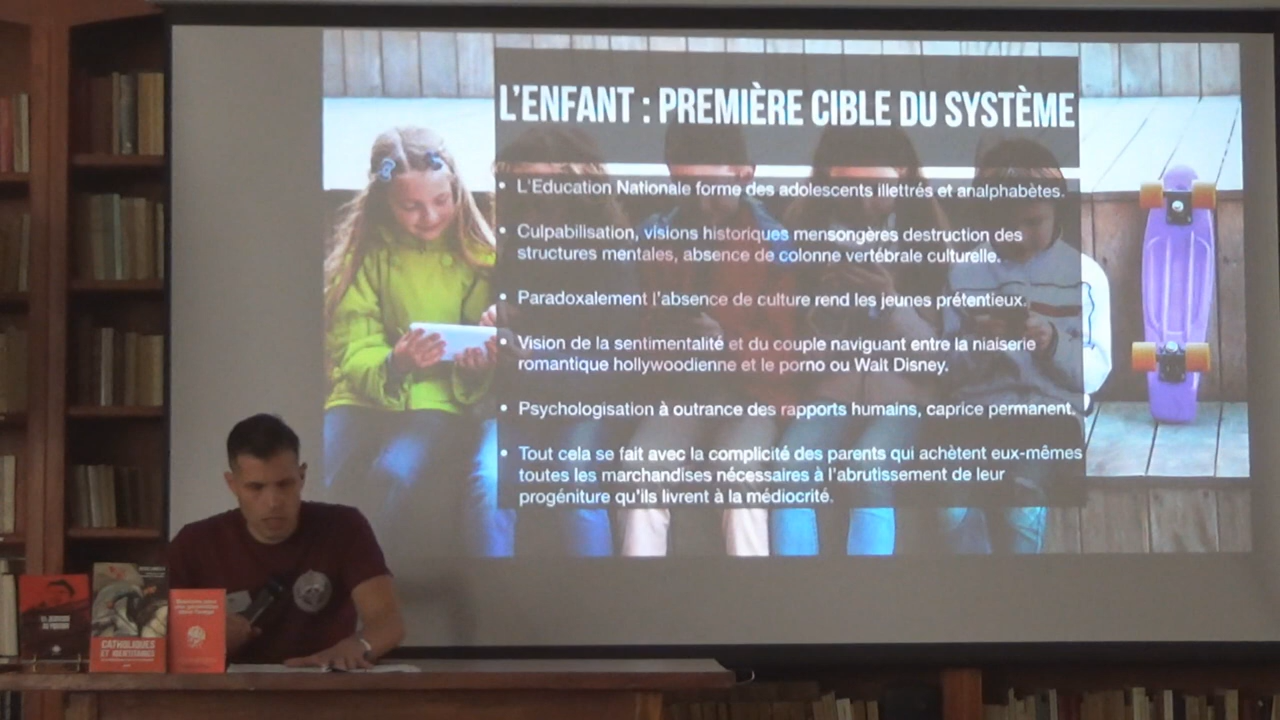 L'ENFANT : PREMIÈRE CIBLE DU SYSTÈME
• L'Education Nationale forme des adolescents illettrés et analphabètes.
• Culpabilisation, visions historiques mensongères destruction des
structures mentales, absence de colonne vertébrale culturelle.
• Paradoxalement l'absence de culture rend les jeunes prétentieux.
• Vision de la sentimentalité et du couple naviguant entre la niaiserie
romantique hollywoodienne et le porno ou Walt Disney.
• Psychologisation à outrance des rapports humains, caprice permanent.
• Tout cela se fait avec la complicité des parents qui achètent eux-mêmes
toutes les marchandises nécessaires à l'abrutissement de leur
progéniture qu'ils livrent à la médiocrité.
CATHOLIQUES
ET IDENTITAIRES